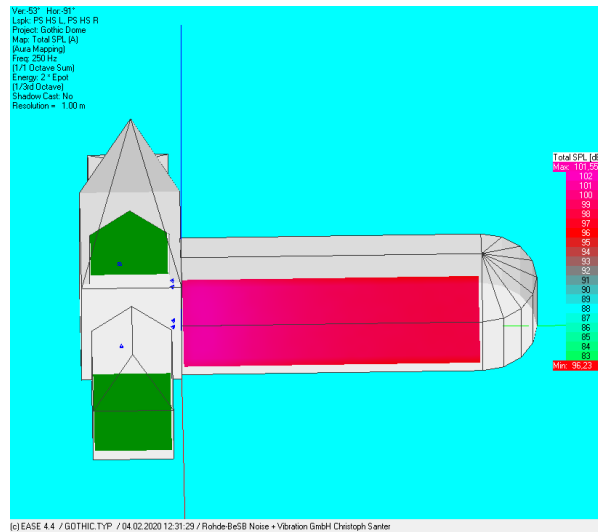 Ver:-53° Hor:-91°
Lspk: PS HS L, PS HS R
Project: Gothic Dome
Map: Total SPL (A)
(Aura Mapping)
Freq: 250 Hz
(1/1 Octave Sum)
Energy: 2 * Epot
(1/3rd Octave)
Shadow Cast: No
Resolution = 1.00 m
Total SPL [dB
Max: 101,55
102
101
100
99
98
97
96
95
94
93
92
91
90
89
88
87
86
85
84
83
Min: 96,23
(c) EASE 4.4 / GOTHIC.TYP / 04.02.2020 12:31:29 / Rohde-BeSB Noise + Vibration GmbH Christoph Santer